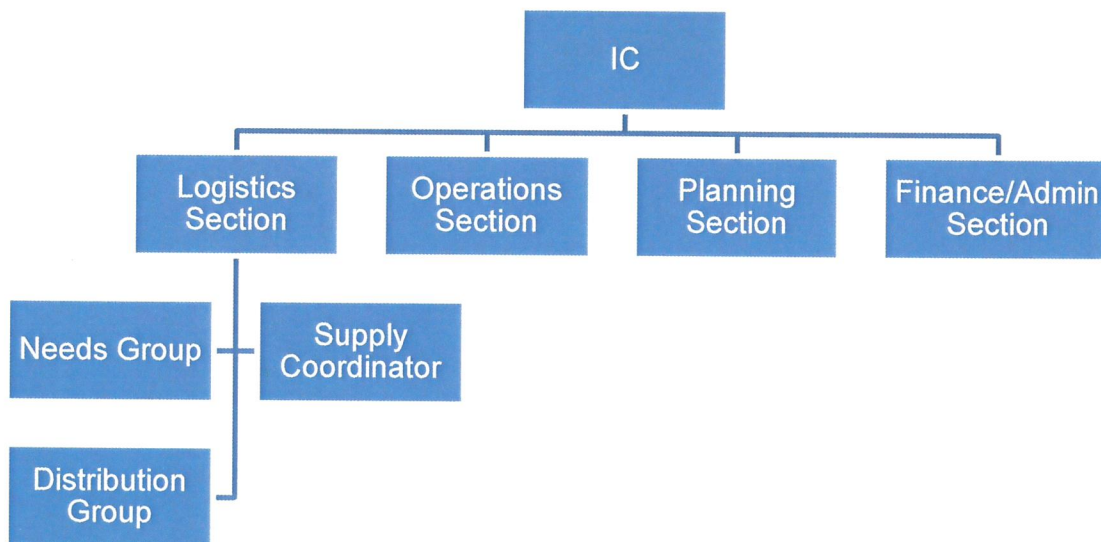 IC
Logistics
Section
Operations
Section
Planning
Section
Finance/Admin
Section
Needs Group
Supply
Coordinator
Distribution
Group